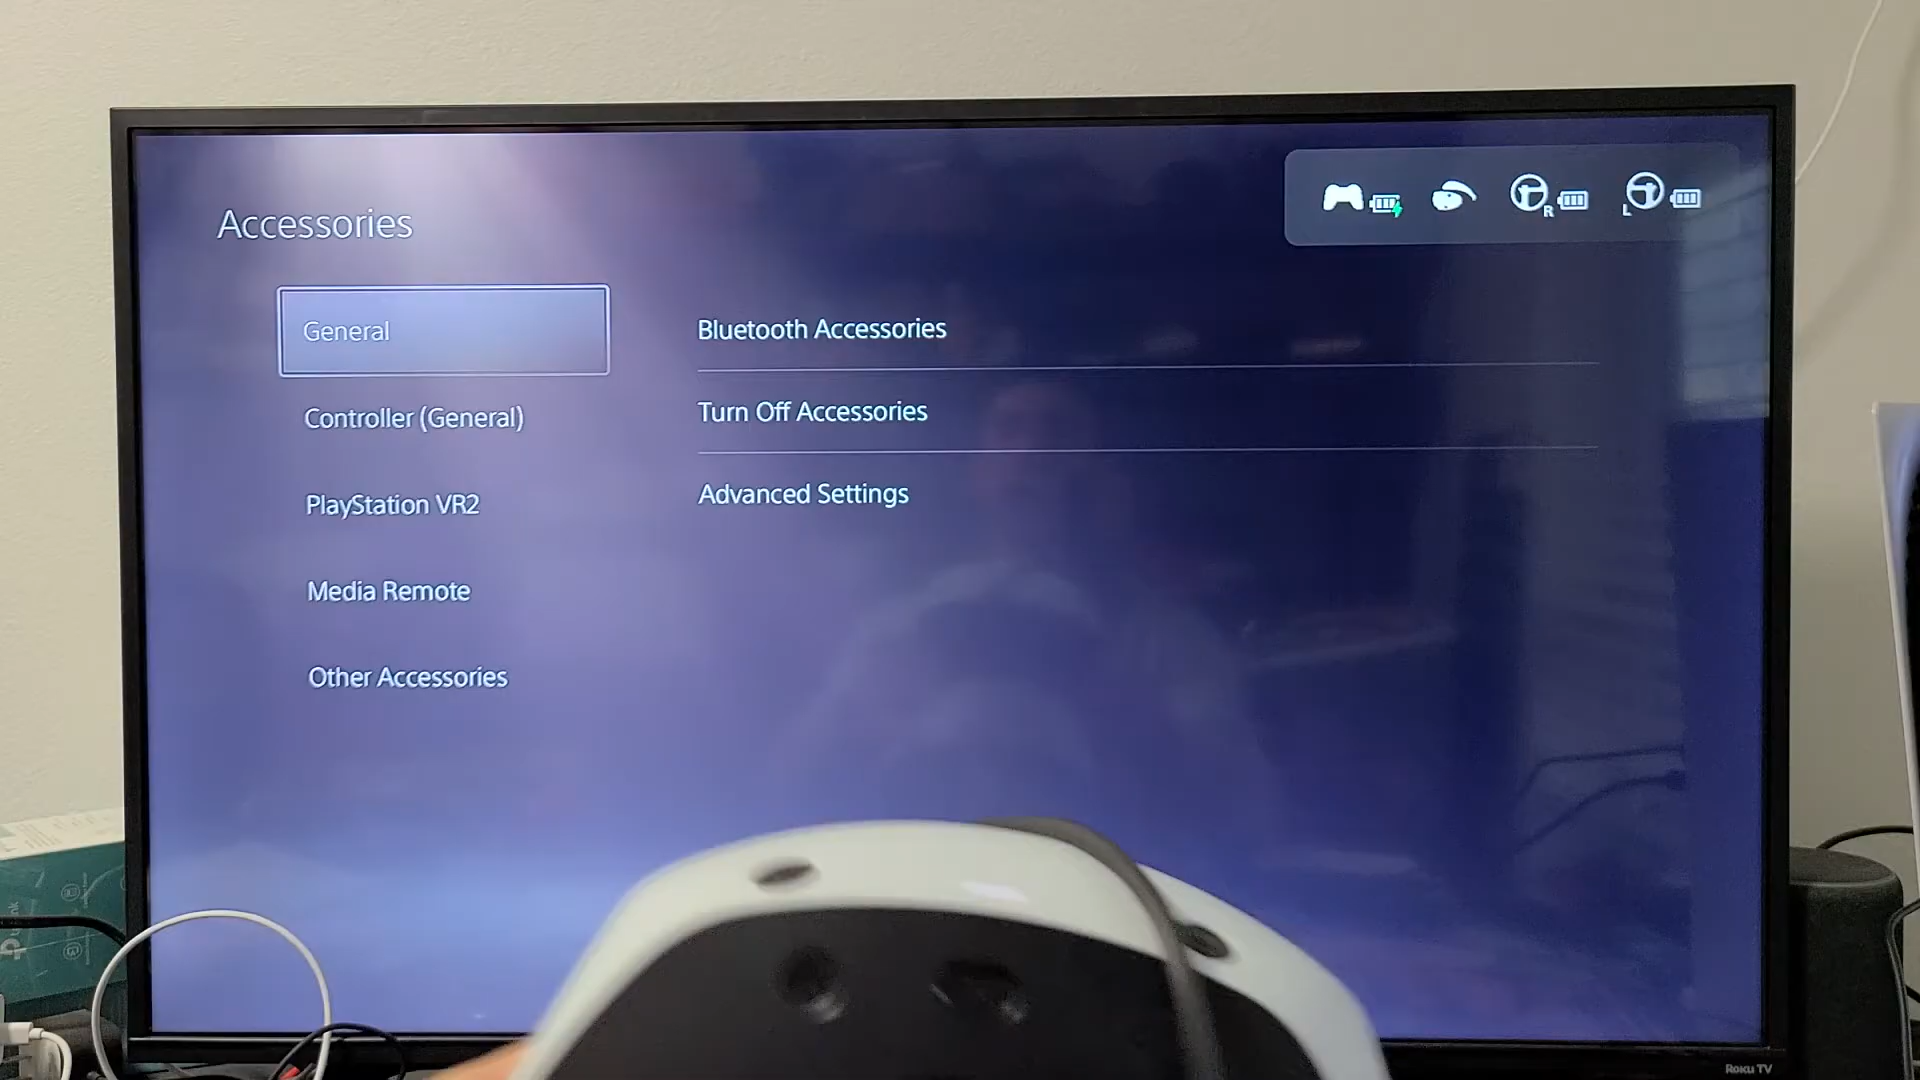 Accessories
R
L
General
Controller (General)
PlayStation VR2
Media Remote
Other Accessories
Bluetooth Accessories
Turn Off Accessories
Advanced Settings
Roku TV